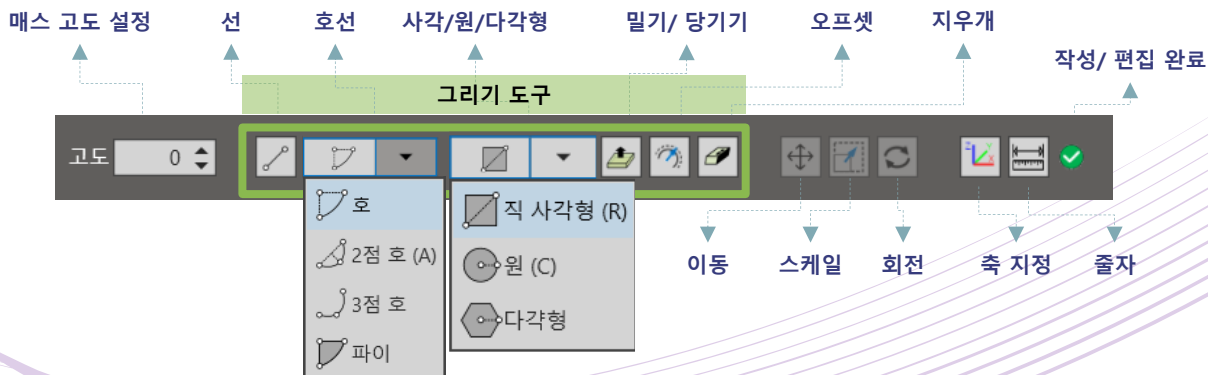 매스 고도 설정
선
호선
사각/원/다각형
밀기/ 당기기
오프셋
지우개
작성/ 편집 완료
그리기 도구
고도
0
호
2점 호 (A)
3점 호
파이
직 사각형 (R)
원 (C)
다각형
이동
스케일
회전
축 지정
줄자